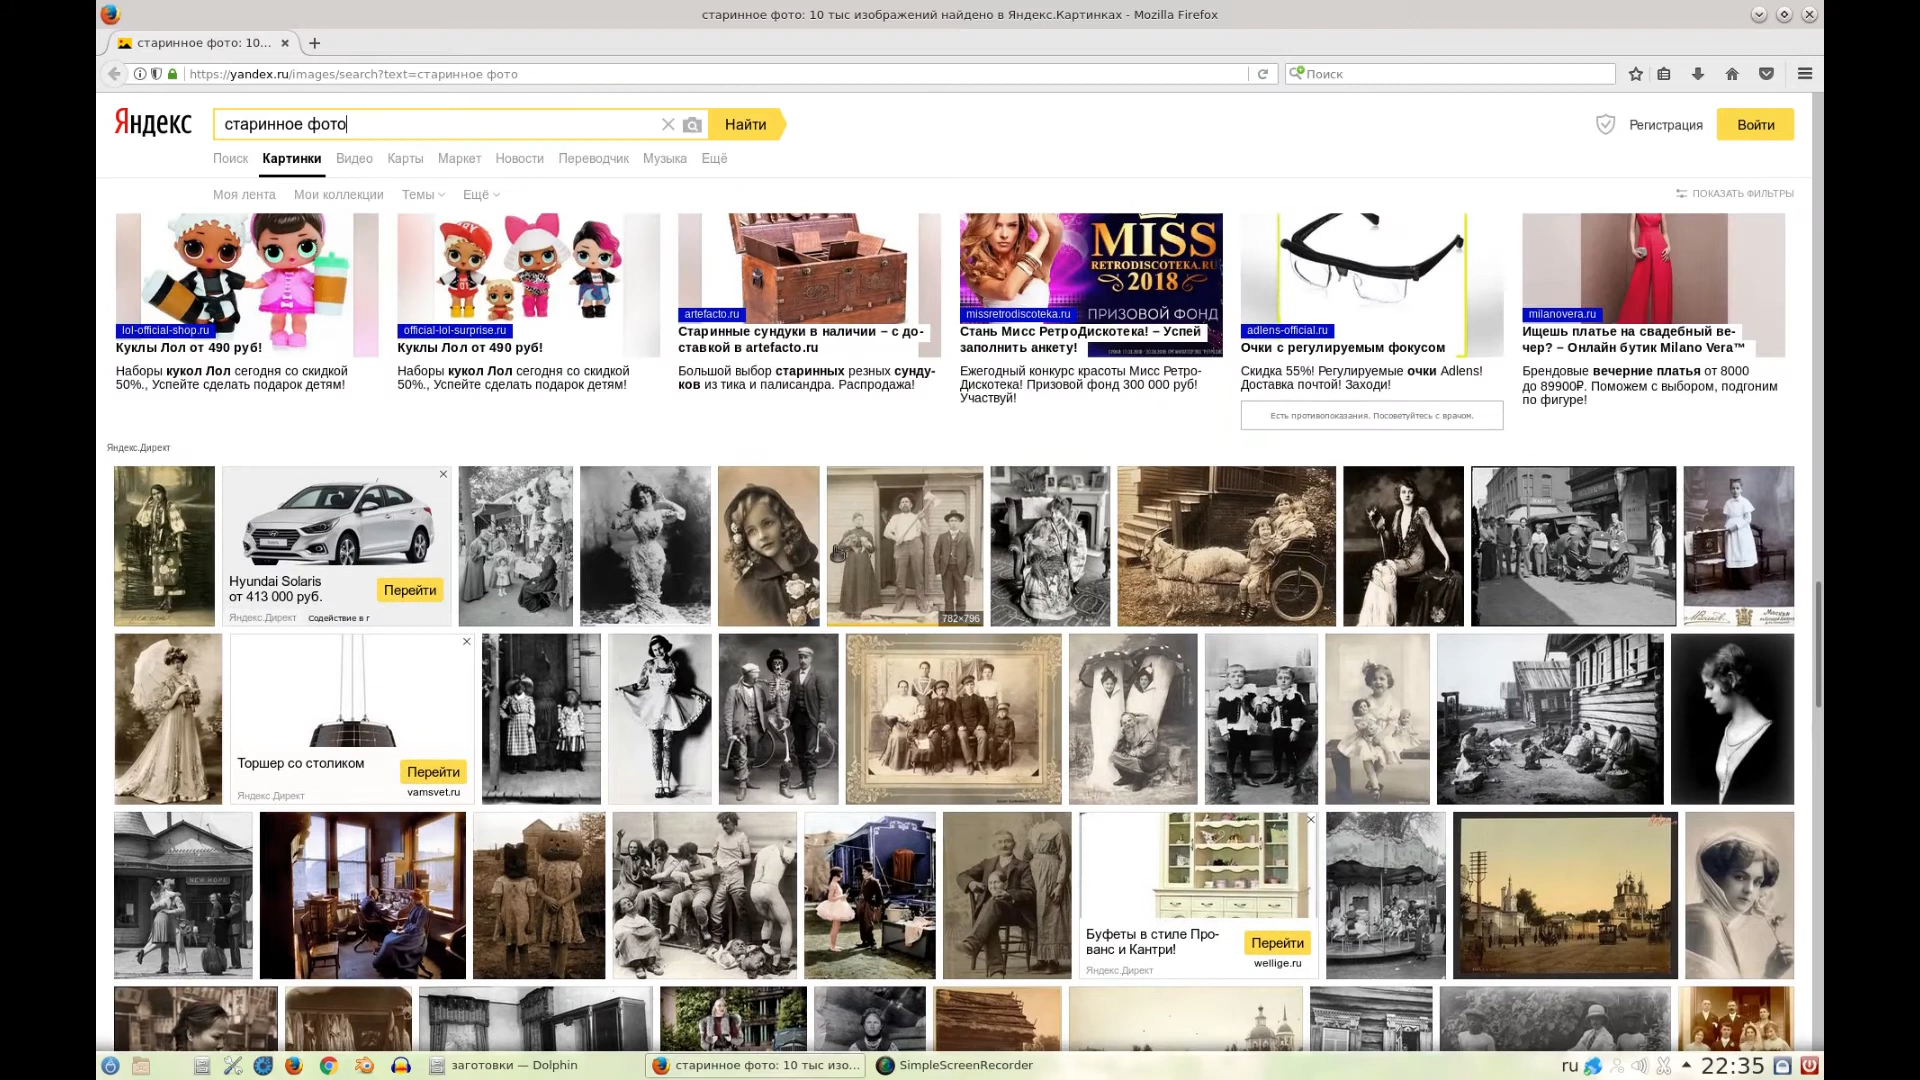 старинное фото: 10 тыс изображений найдено в Яндекс.Картинках - Mozilla Firefox
старинное фото: 10...
https://yandex.ru/images/search?text=старинное фото
Поиск
Яндекс
старинное фото
Найти
Регистрация
Войти
Поиск Картинки Видео Карты Маркет Новости Переводчик Музыка Ещё
Моя лента Мои коллекции Темы Ещё
ПОКАЗАТЬ ФИЛЬТРЫ
lol-official-shop.ru
Куклы Лол от 490 руб!
Наборы кукол Лол сегодня со скидкой
50%., Успейте сделать подарок детям!
official-lol-surprise.ru
Куклы Лол от 490 руб!
Наборы кукол Лол сегодня со скидкой
50%., Успейте сделать подарок детям!
artefacto.ru
Старинные сундуки в наличии – с до-
ставкой в artefacto.ru
Большой выбор старинных резных сунду-
ков из тика и палисандра. Распродажа!
MISS
RETRODISCOTEKA.RU
2018
ПРИЗОВОЙ ФОНД
missretrodiscoteka.ru
Стань Мисс РетроДискотека! – Успей
заполнить анкету!
Ежегодный конкурс красоты Мисс Ретро-
Дискотека! Призовой фонд 300 000 руб!
Участвуй!
adlens-official.ru
Очки с регулируемым фокусом
Скидка 55%! Регулируемые очки Adlens!
Доставка почтой! Заходи!
Есть противопоказания. Посоветуйтесь с врачом.
milanovera.ru
Ищешь платье на свадебный ве-
чер? – Онлайн бутик Milano Vera™
Брендовые вечерние платья от 8000
до 89900₽. Поможем с выбором, подгоним
по фигуре!
Яндекс.Директ
Hyundai Solaris
от 413 000 руб.
Перейти
Яндекс.Директ Содействие в г
782×796
Торшер со столиком
Перейти
vamsvet.ru
Яндекс.Директ
NEW HOPE
Буфеты в стиле Про-
ванс и Кантри!
Перейти
wellige.ru
Яндекс.Директ
заготовки — Dolphin
старинное фото: 10 тыс изо...
SimpleScreenRecorder
ru
22:35